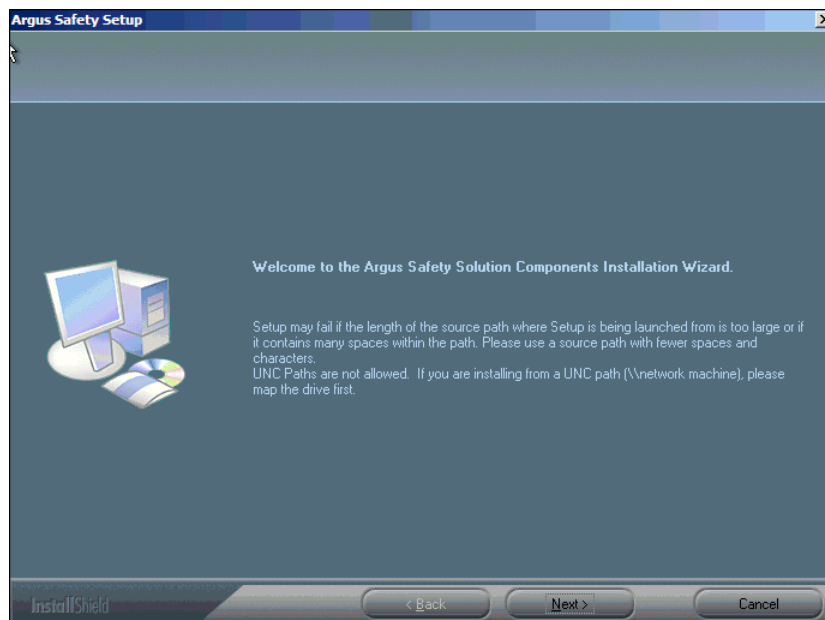 Argus Safety Setup
Welcome to the Argus Safety Solution Components Installation Wizard.
Setup may fail if the length of the source path where Setup is being launched from is too large or if
it contains many spaces within the path. Please use a source path with fewer spaces and
characters.
UNC Paths are not allowed. If you are installing from a UNC path (\\network machine), please
map the drive first.
InstallShield
< Back
Next >
Cancel